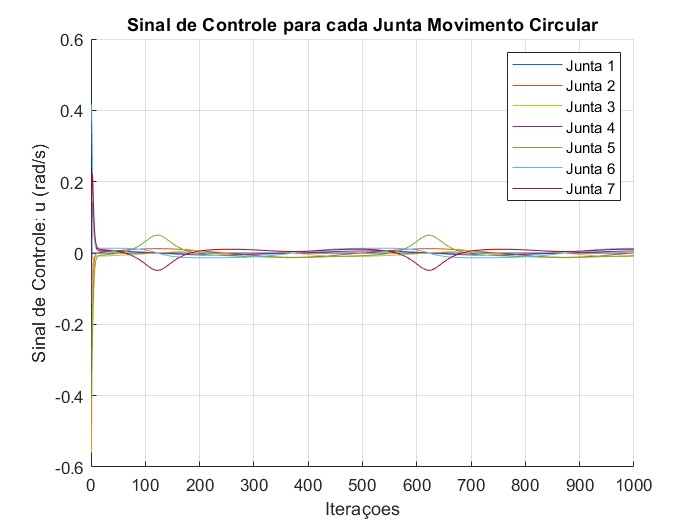 Sinal de Controle para cada Junta Movimento Circular
Sinal de Controle: u (rad/s)
0.6
0.4
0.2
0
-0.2
-0.4
-0.6
Junta 1
Junta 2
Junta 3
Junta 4
Junta 5
Junta 6
Junta 7
0 100 200 300 400 500 600 700 800 900 1000
Iteraçoes